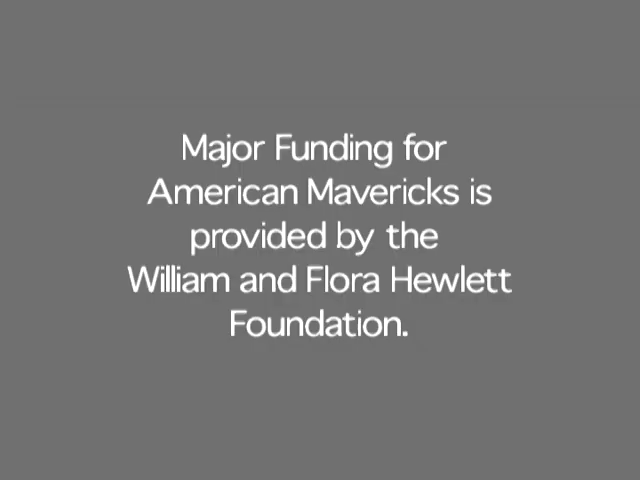 Major Funding for
American Mavericks is
provided by the
William and Flora Hewlett
Foundation.